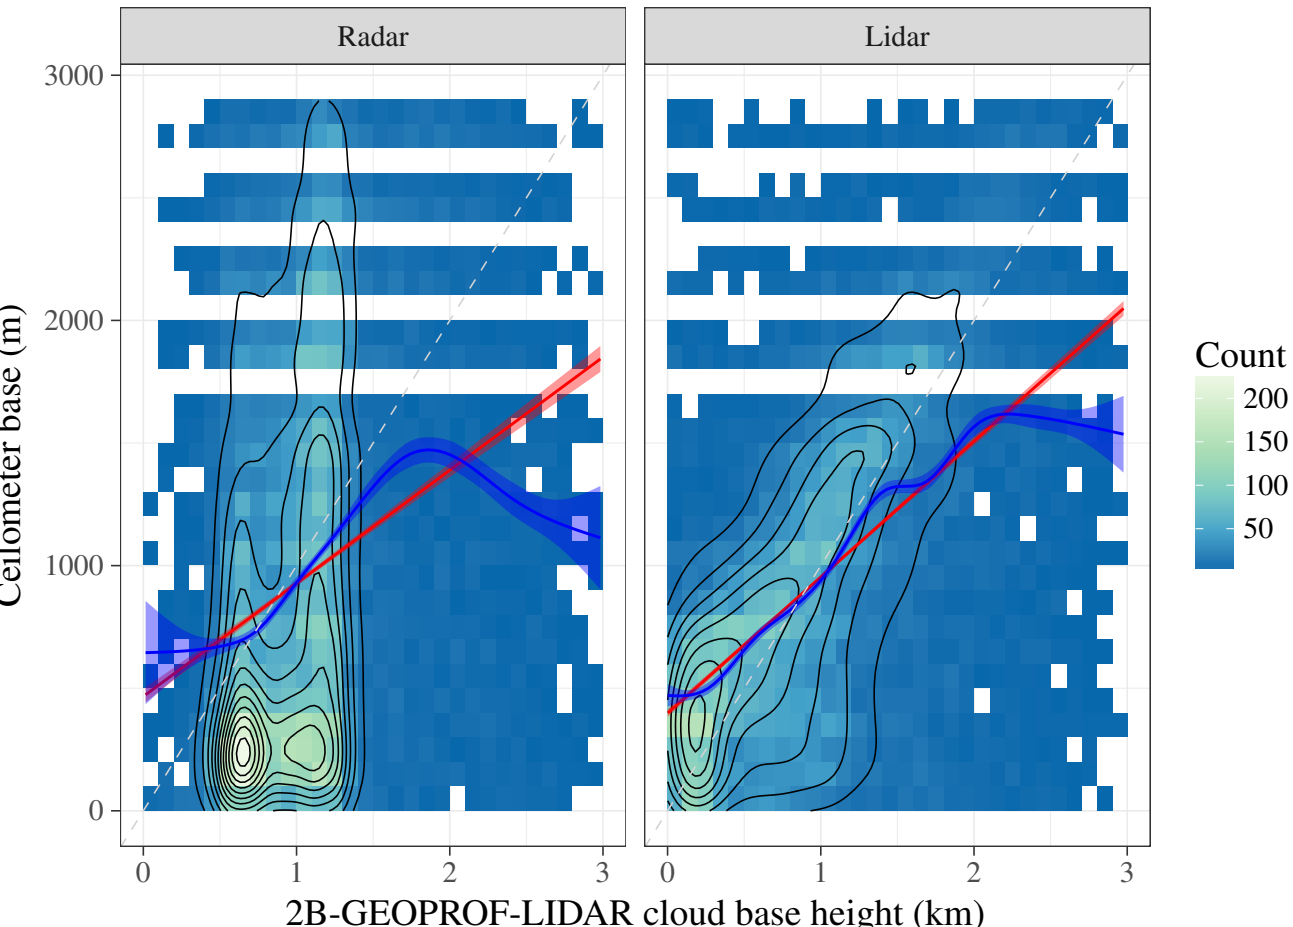 Radar
Lidar
3000
2000
1000
0
Ceilometer base (m)
0 1 2 3
0 1 2 3
2B-GEOPROF-LIDAR cloud base height (km)
Count
200
150
100
50